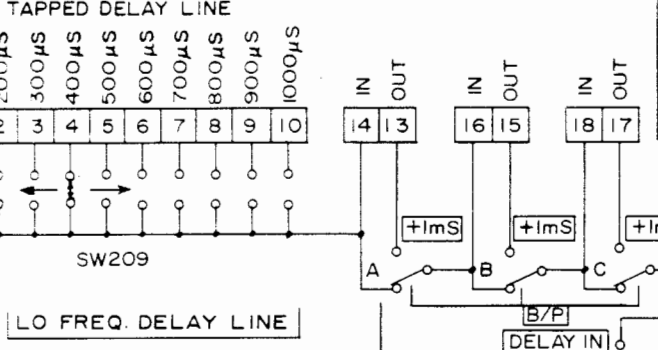 TAPPED DELAY LINE
200µS 300µS 400µS 500µS 600µS 700µS 800µS 900µS 1000µS
IN OUT IN OUT IN OUT
2 3 4 5 6 7 8 9 10 14 13 16 15 18 17
+1mS +1mS
A B C
SW209
B/P
LO FREQ. DELAY LINE
DELAY IN